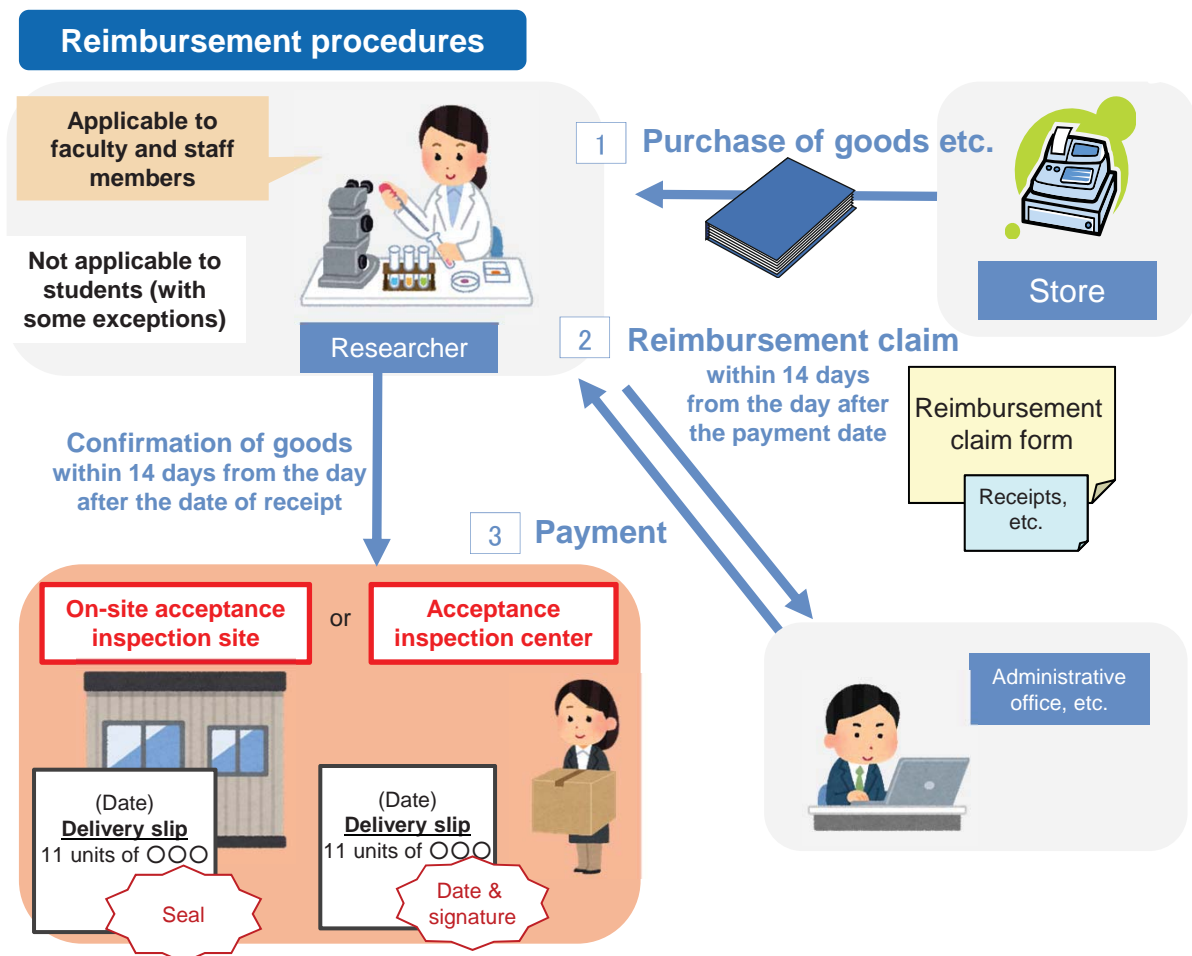 Reimbursement procedures
Applicable to
faculty and staff
members
Not applicable to
students (with
some exceptions)
Researcher
1 Purchase of goods etc.
Store
2 Reimbursement claim
within 14 days
from the day after
the payment date
Reimbursement
claim form
Receipts,
etc.
Confirmation of goods
within 14 days from the day
after the date of receipt
3 Payment
On-site acceptance
inspection site
or
Acceptance
inspection center
Administrative
office, etc.
(Date)
Delivery slip
11 units of 〇〇〇
Seal
(Date)
Delivery slip
11 units of 〇〇〇
Date &
signature